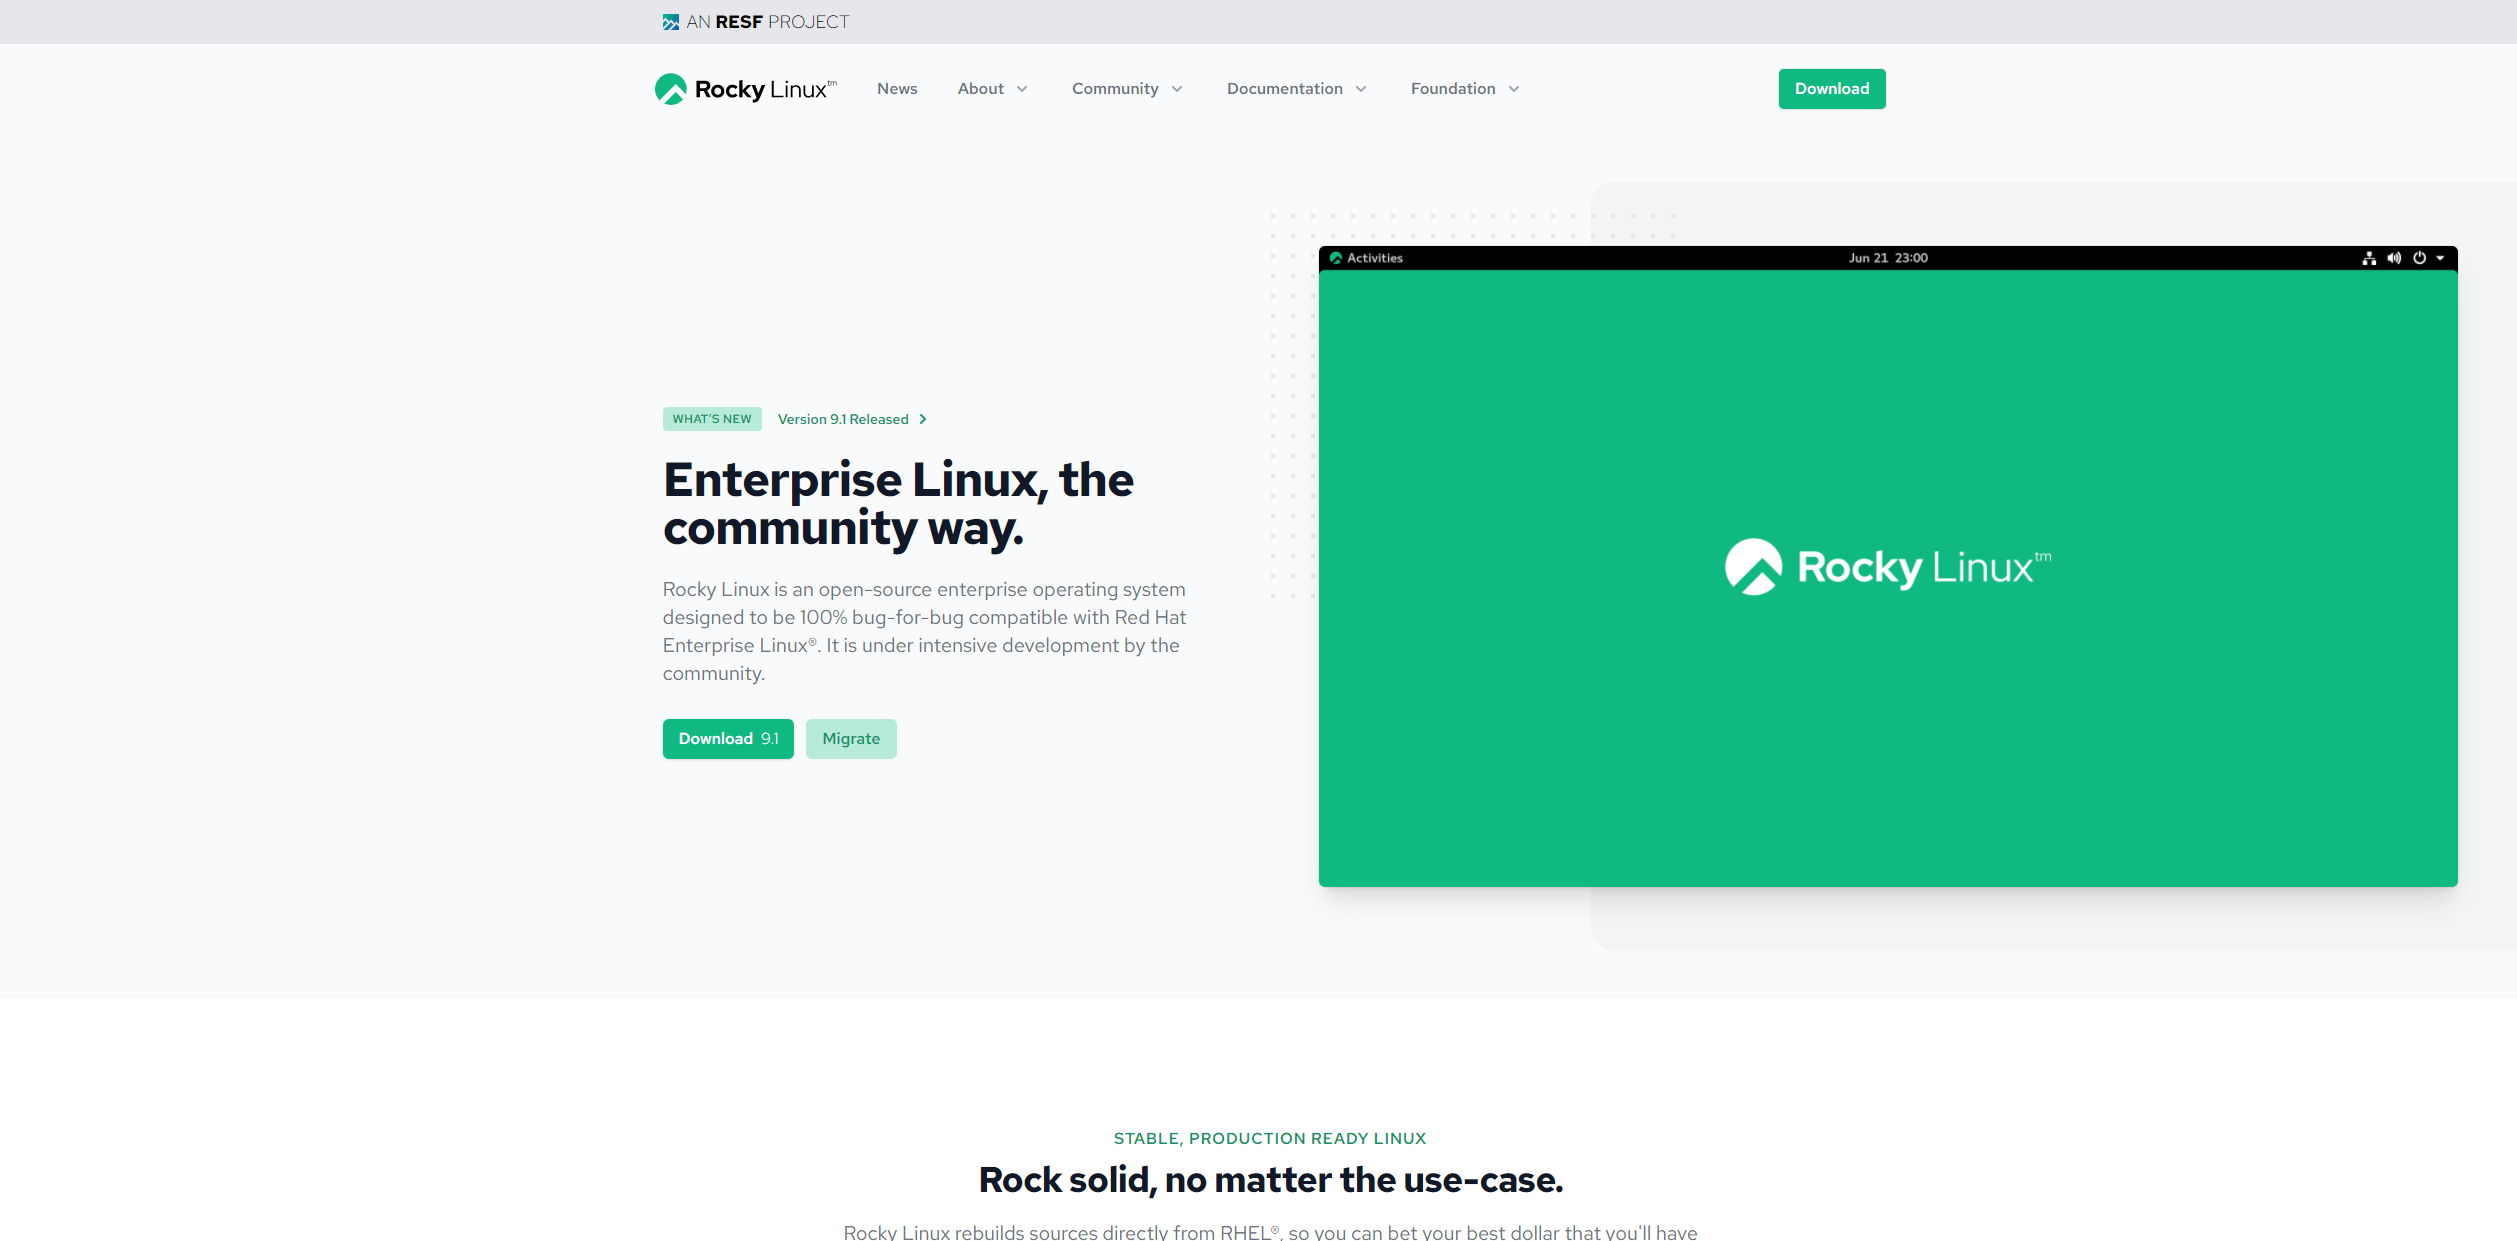 AN RESF PROJECT
Rocky Linux™
News
About
Community
Documentation
Foundation
Download
Activities
Jun 21 23:00
WHAT'S NEW
Version 9.1 Released
Enterprise Linux, the
community way.
Rocky Linux is an open-source enterprise operating system
designed to be 100% bug-for-bug compatible with Red Hat
Enterprise Linux®. It is under intensive development by the
community.
Download 9.1
Migrate
Rocky Linux™
STABLE, PRODUCTION READY LINUX
Rock solid, no matter the use-case.
Rocky Linux rebuilds sources directly from RHEL®, so you can bet your best dollar that you'll have